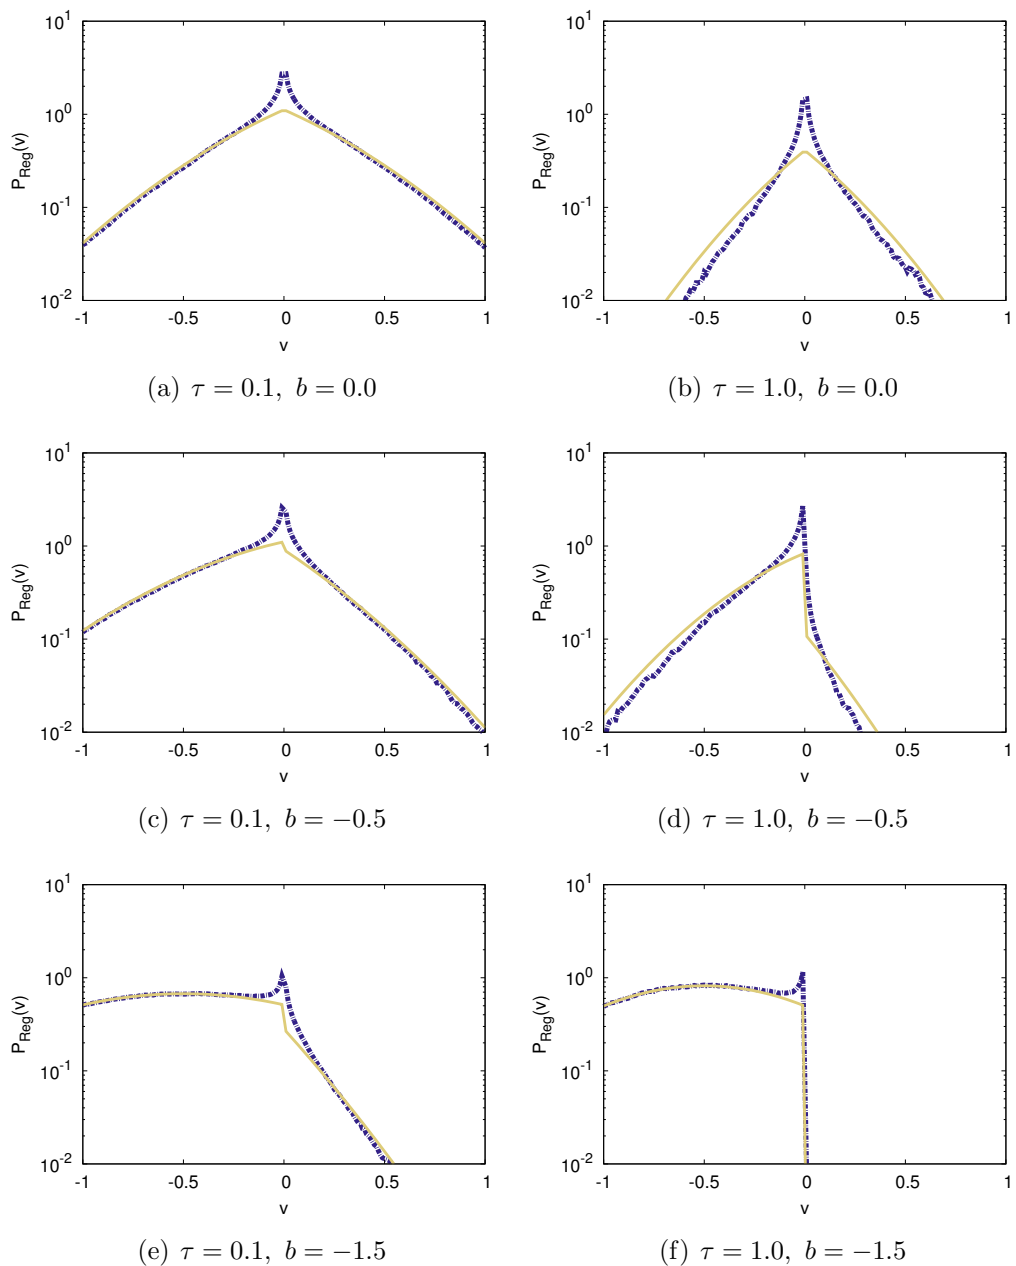 10^1
10^0
10^-1
10^-2
P_Reg(v)
-1 -0.5 0 0.5 1
v
(a) τ = 0.1, b = 0.0
10^1
10^0
10^-1
10^-2
P_Reg(v)
-1 -0.5 0 0.5 1
v
(b) τ = 1.0, b = 0.0
10^1
10^0
10^-1
10^-2
P_Reg(v)
-1 -0.5 0 0.5 1
v
(c) τ = 0.1, b = −0.5
10^1
10^0
10^-1
10^-2
P_Reg(v)
-1 -0.5 0 0.5 1
v
(d) τ = 1.0, b = −0.5
10^1
10^0
10^-1
10^-2
P_Reg(v)
-1 -0.5 0 0.5 1
v
(e) τ = 0.1, b = −1.5
10^1
10^0
10^-1
10^-2
P_Reg(v)
-1 -0.5 0 0.5 1
v
(f) τ = 1.0, b = −1.5